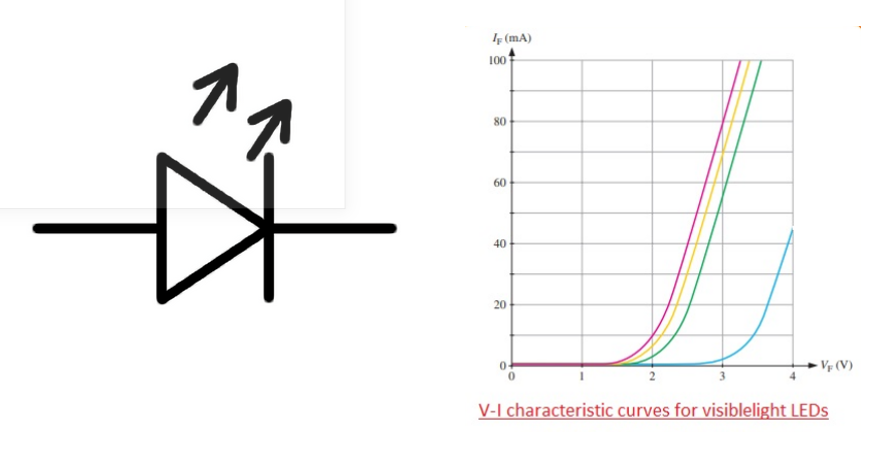 I_F (mA)
100
80
60
40
20
0
0 1 2 3 4
V_F (V)
V-I characteristic curves for visiblelight LEDs